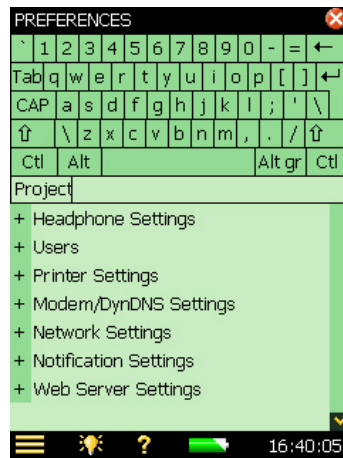 PREFERENCES
` 1 2 3 4 5 6 7 8 9 0 - = ←
Tab q w e r t y u i o p [ ] ↵
CAP a s d f g h j k l ; ' \
⇧ \ z x c v b n m , . / ⇧
Ctl Alt Alt gr Ctl
Project
+ Headphone Settings
+ Users
+ Printer Settings
+ Modem/DynDNS Settings
+ Network Settings
+ Notification Settings
+ Web Server Settings
? 16:40:05